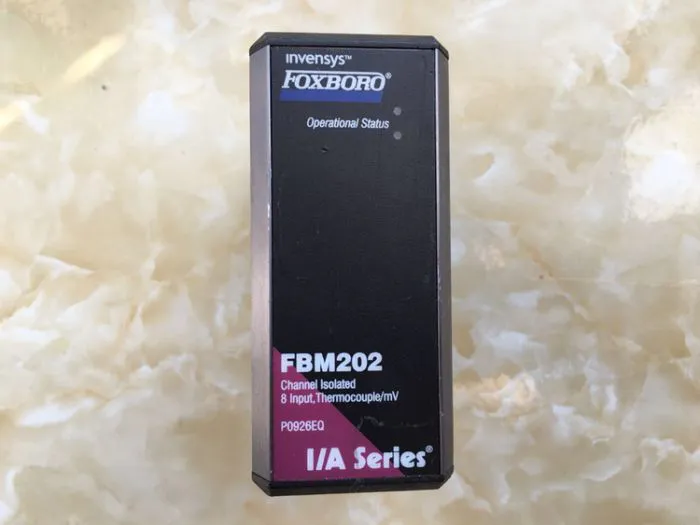 invensys™
FOXBORO®
Operational Status
FBM202
Channel Isolated
8 Input,Thermocouple/mV
P0926EQ
I/A Series®